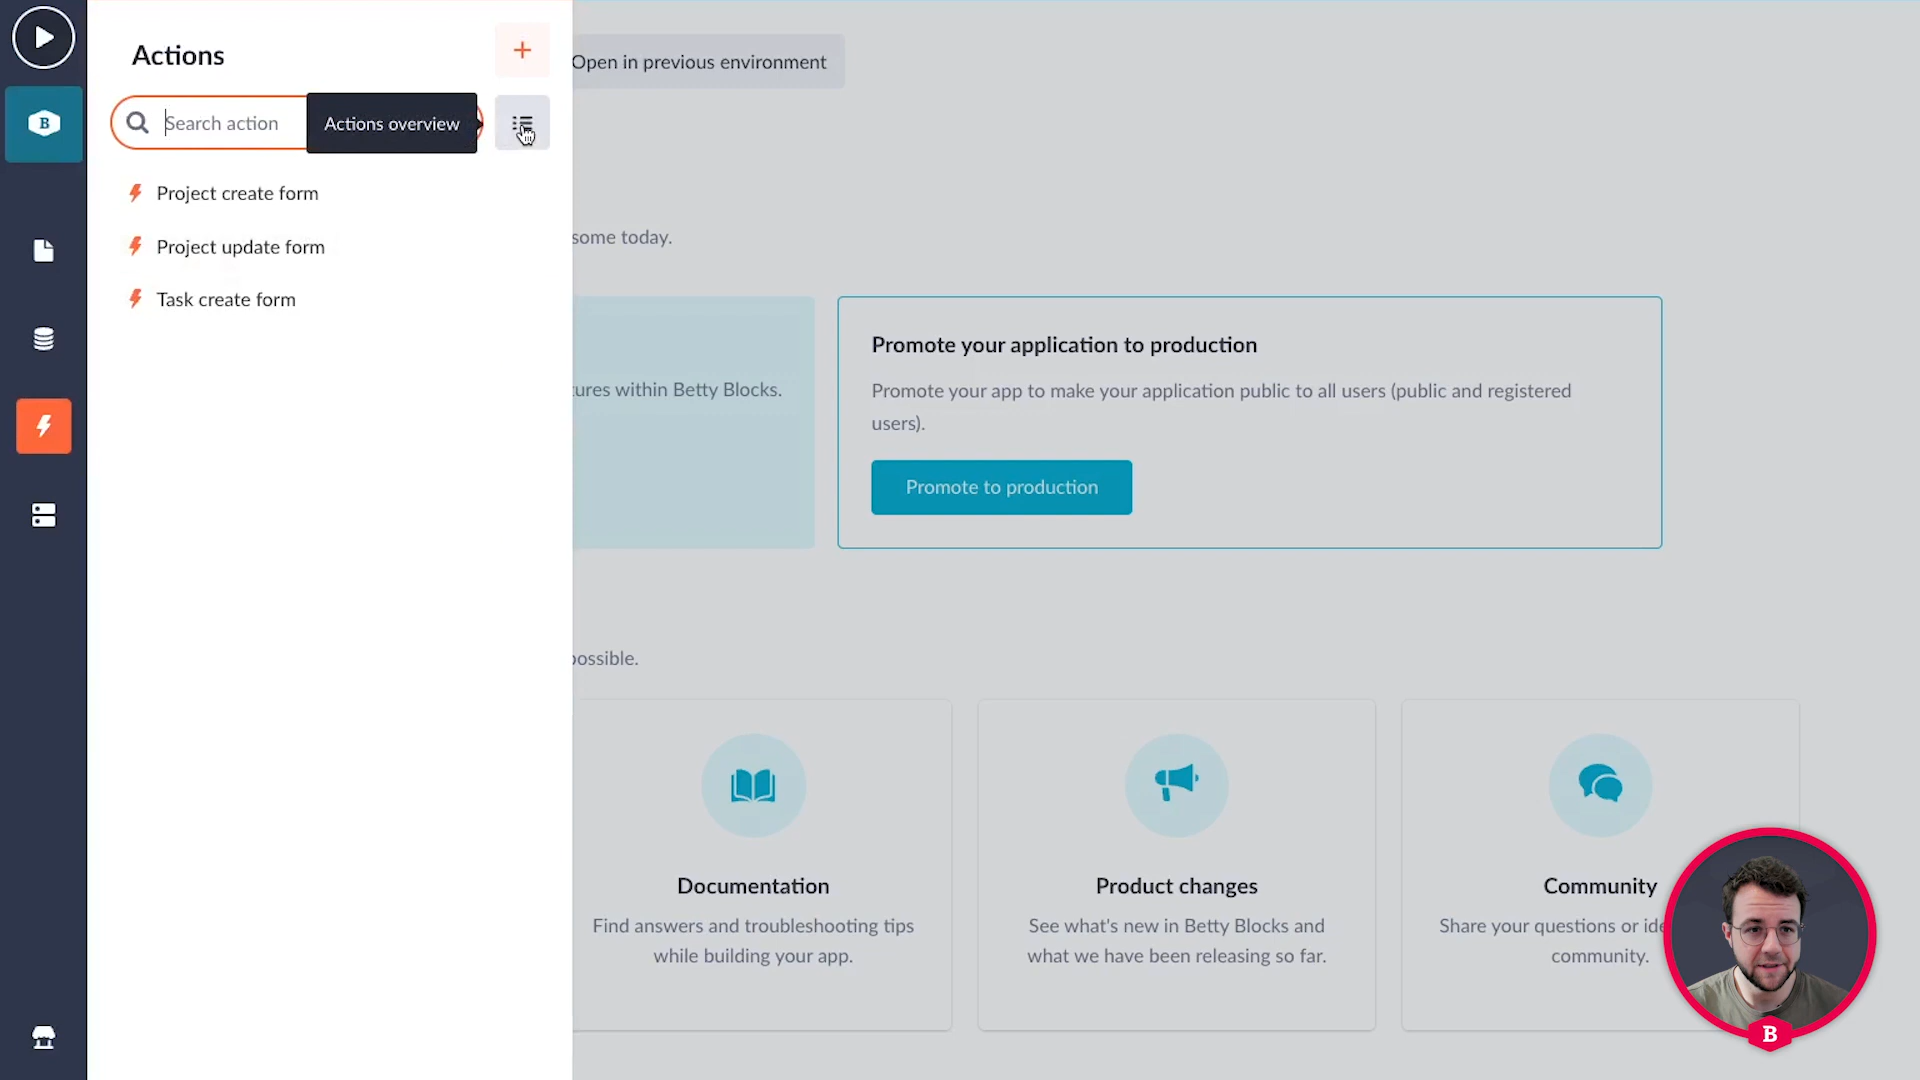 Actions
+
Open in previous environment
B
Search action
Actions overview
Project create form
Project update form
Task create form
some today.
tures within Betty Blocks.
Promote your application to production
Promote your app to make your application public to all users (public and registered
users).
Promote to production
possible.
Documentation
Find answers and troubleshooting tips
while building your app.
Product changes
See what's new in Betty Blocks and
what we have been releasing so far.
Community
Share your questions or ide
community.
B